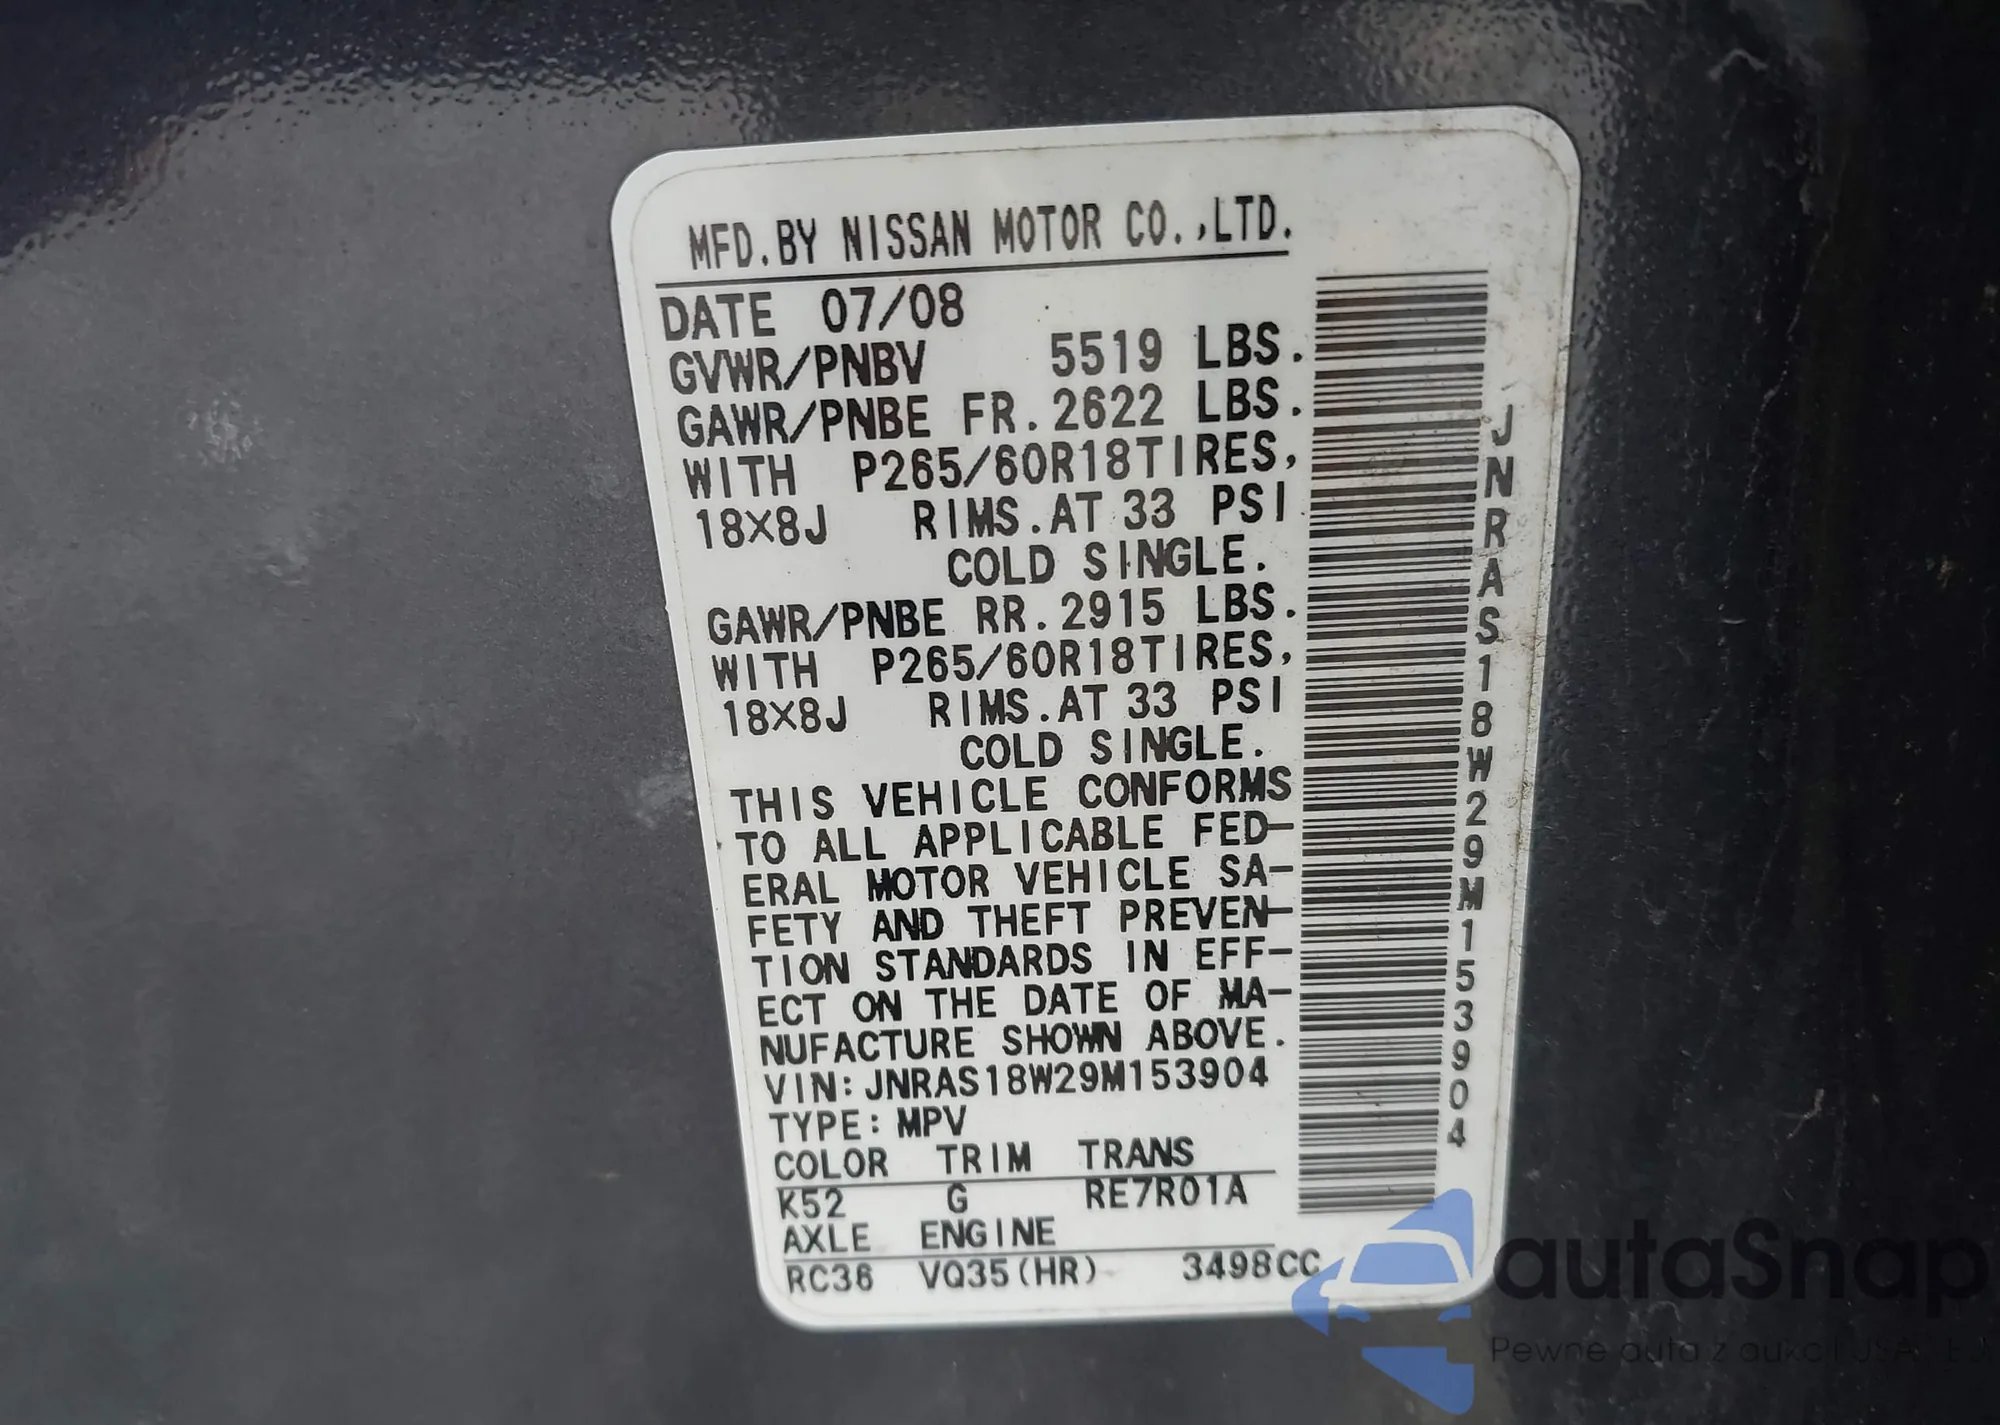 MFD.BY NISSAN MOTOR CO.,LTD.
DATE 07/08
GVWR/PNBV 5519 LBS.
GAWR/PNBE FR.2622 LBS.
WITH P265/60R18TIRES,
18X8J RIMS.AT 33 PSI
COLD SINGLE.
GAWR/PNBE RR.2915 LBS.
WITH P265/60R18TIRES,
18X8J RIMS.AT 33 PSI
COLD SINGLE.
THIS VEHICLE CONFORMS
TO ALL APPLICABLE FED-
ERAL MOTOR VEHICLE SA-
FETY AND THEFT PREVEN-
TION STANDARDS IN EFF-
ECT ON THE DATE OF MA-
NUFACTURE SHOWN ABOVE.
VIN:JNRAS18W29M153904
TYPE:MPV
COLOR TRIM TRANS
K52 G RE7R01A
AXLE ENGINE
RC36 VQ35(HR) 3498CC
JNRAS18W29M153904
autaSnap
Pewne auta z aukcji USA